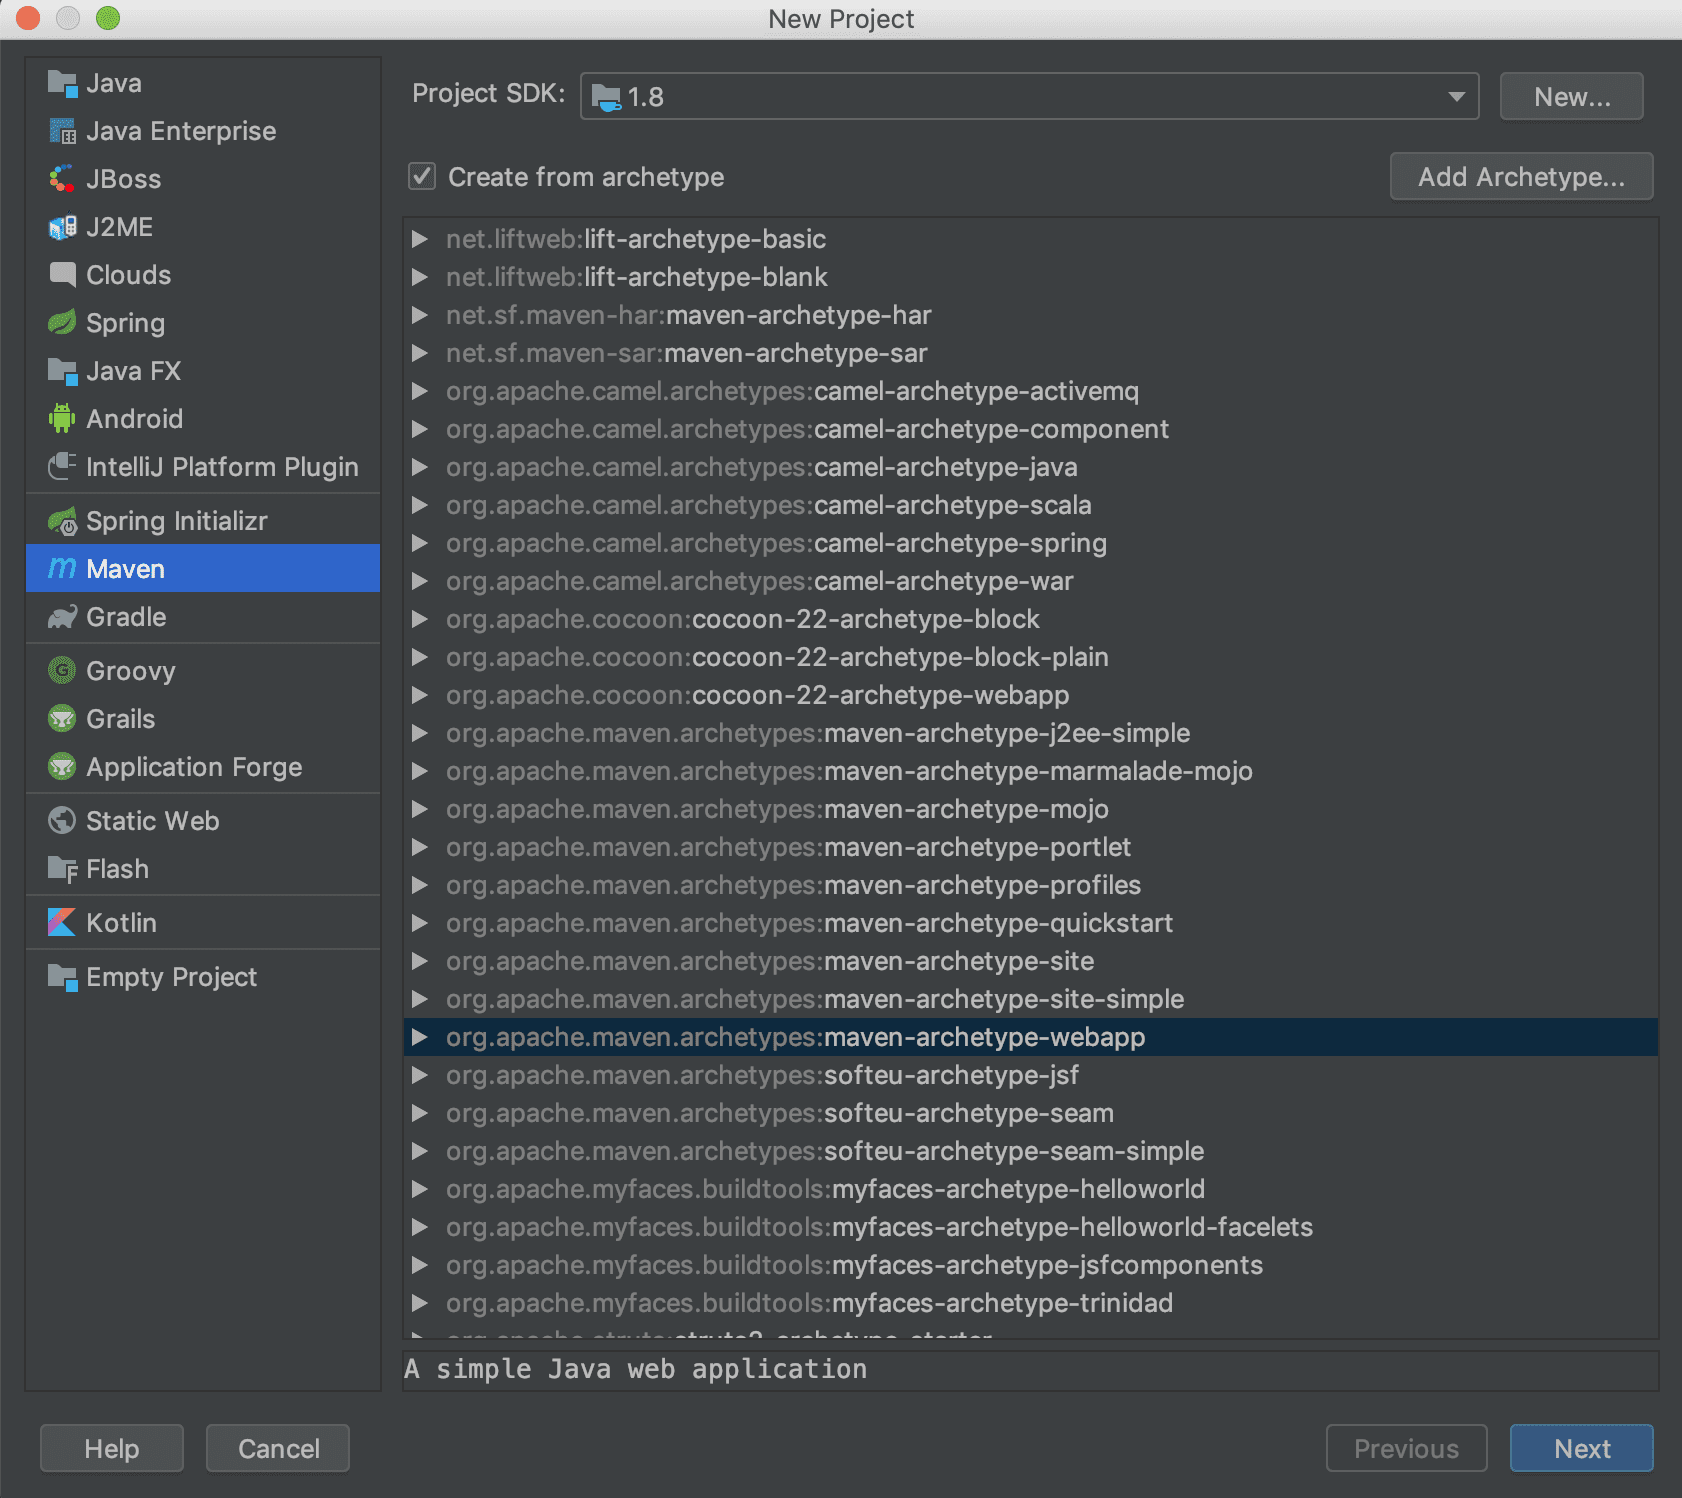 New Project
Java
Java Enterprise
JBoss
J2ME
Clouds
Spring
Java FX
Android
IntelliJ Platform Plugin
Spring Initializr
Maven
Gradle
Groovy
Grails
Application Forge
Static Web
Flash
Kotlin
Empty Project
Project SDK: 1.8 New...
Create from archetype Add Archetype...
net.liftweb:lift-archetype-basic
net.liftweb:lift-archetype-blank
net.sf.maven-har:maven-archetype-har
net.sf.maven-sar:maven-archetype-sar
org.apache.camel.archetypes:camel-archetype-activemq
org.apache.camel.archetypes:camel-archetype-component
org.apache.camel.archetypes:camel-archetype-java
org.apache.camel.archetypes:camel-archetype-scala
org.apache.camel.archetypes:camel-archetype-spring
org.apache.camel.archetypes:camel-archetype-war
org.apache.cocoon:cocoon-22-archetype-block
org.apache.cocoon:cocoon-22-archetype-block-plain
org.apache.cocoon:cocoon-22-archetype-webapp
org.apache.maven.archetypes:maven-archetype-j2ee-simple
org.apache.maven.archetypes:maven-archetype-marmalade-mojo
org.apache.maven.archetypes:maven-archetype-mojo
org.apache.maven.archetypes:maven-archetype-portlet
org.apache.maven.archetypes:maven-archetype-profiles
org.apache.maven.archetypes:maven-archetype-quickstart
org.apache.maven.archetypes:maven-archetype-site
org.apache.maven.archetypes:maven-archetype-site-simple
org.apache.maven.archetypes:maven-archetype-webapp
org.apache.maven.archetypes:softeu-archetype-jsf
org.apache.maven.archetypes:softeu-archetype-seam
org.apache.maven.archetypes:softeu-archetype-seam-simple
org.apache.myfaces.buildtools:myfaces-archetype-helloworld
org.apache.myfaces.buildtools:myfaces-archetype-helloworld-facelets
org.apache.myfaces.buildtools:myfaces-archetype-jsfcomponents
org.apache.myfaces.buildtools:myfaces-archetype-trinidad
org.apache.struts:struts2-archetype-starter
A simple Java web application
Help Cancel Previous Next